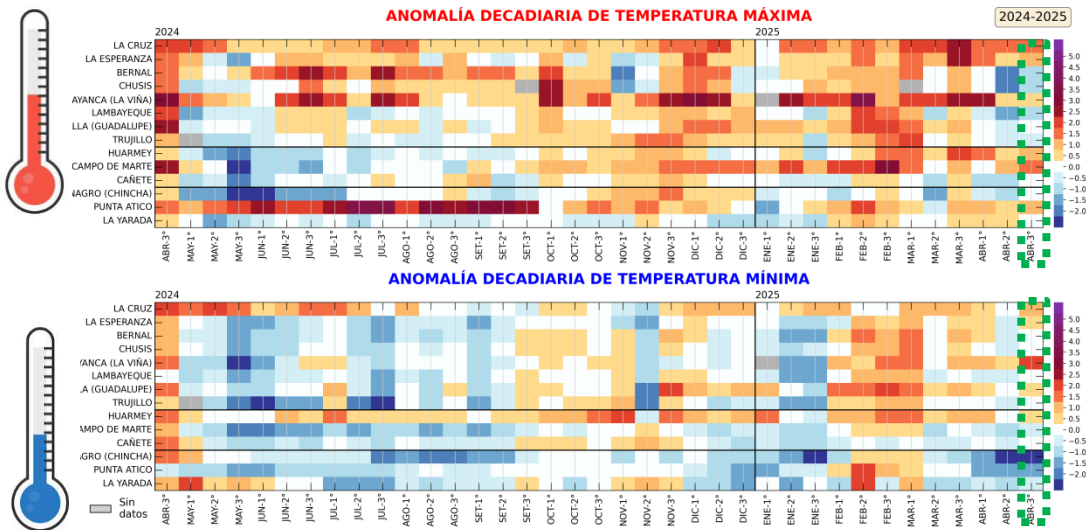 ANOMALÍA DECADIARIA DE TEMPERATURA MÁXIMA
2024-2025
2024
2025
LA CRUZ
LA ESPERANZA
BERNAL
CHUSIS
AYANCA (LA VIÑA)
LAMBAYEQUE
LLA (GUADALUPE)
TRUJILLO
HUARMEY
CAMPO DE MARTE
CAÑETE
NAGRO (CHINCHA)
PUNTA ATICO
LA YARADA
5.0
4.0
3.5
3.0
2.5
2.0
1.5
1.0
0.5
0.0
−0.5
−1.0
−1.5
−2.0
ABR-3°
MAY-1°
MAY-2°
MAY-3°
JUN-1°
JUN-2°
JUN-3°
JUL-1°
JUL-2°
JUL-3°
AGO-1°
AGO-2°
AGO-3°
SET-1°
SET-2°
SET-3°
OCT-1°
OCT-2°
OCT-3°
NOV-1°
NOV-2°
NOV-3°
DIC-1°
DIC-2°
DIC-3°
ENE-1°
ENE-2°
ENE-3°
FEB-1°
FEB-2°
FEB-3°
MAR-1°
MAR-2°
MAR-3°
ABR-1°
ABR-2°
ABR-3°
ANOMALÍA DECADIARIA DE TEMPERATURA MÍNIMA
2024
2025
LA CRUZ
LA ESPERANZA
BERNAL
CHUSIS
YANCA (LA VIÑA)
LAMBAYEQUE
LA (GUADALUPE)
TRUJILLO
HUARMEY
AMPO DE MARTE
CAÑETE
AGRO (CHINCHA)
PUNTA ATICO
LA YARADA
5.0
4.0
3.5
3.0
2.5
2.0
1.5
1.0
0.5
0.0
−0.5
−1.0
−1.5
−2.0
ABR-3°
MAY-1°
MAY-2°
MAY-3°
JUN-1°
JUN-2°
JUN-3°
JUL-1°
JUL-2°
JUL-3°
AGO-1°
AGO-2°
AGO-3°
SET-1°
SET-2°
SET-3°
OCT-1°
OCT-2°
OCT-3°
NOV-1°
NOV-2°
NOV-3°
DIC-1°
DIC-2°
DIC-3°
ENE-1°
ENE-2°
ENE-3°
FEB-1°
FEB-2°
FEB-3°
MAR-1°
MAR-2°
MAR-3°
ABR-1°
ABR-2°
ABR-3°
Sin
datos